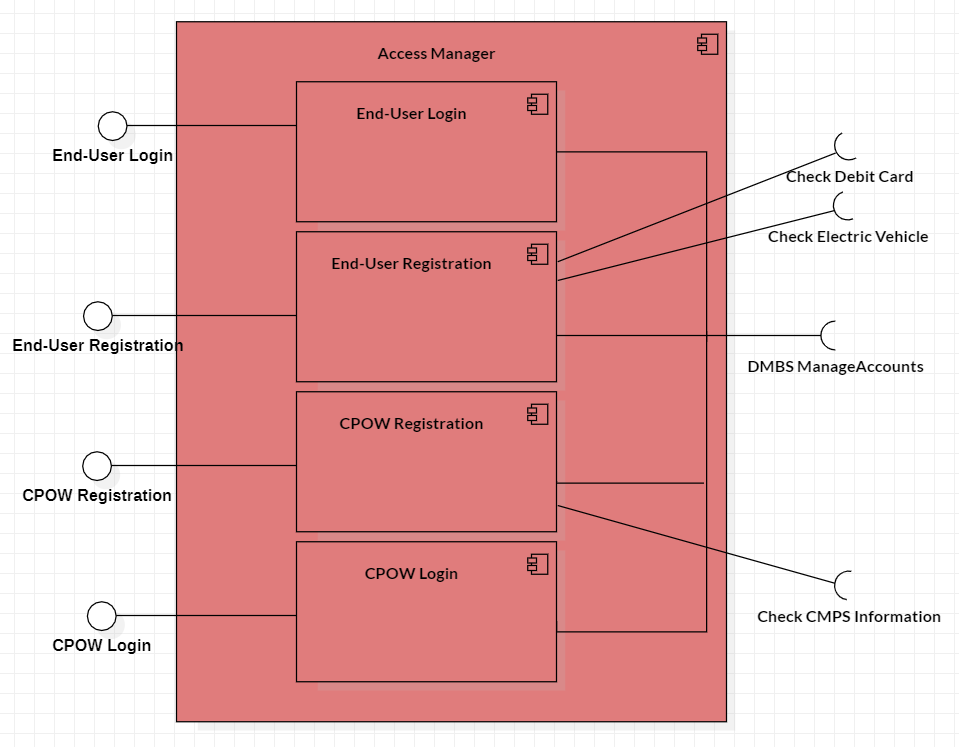 Access Manager
End-User Login
End-User Login
Check Debit Card
Check Electric Vehicle
End-User Registration
End-User Registration
DMBS ManageAccounts
CPOW Registration
CPOW Registration
CPOW Login
Check CMPS Information
CPOW Login